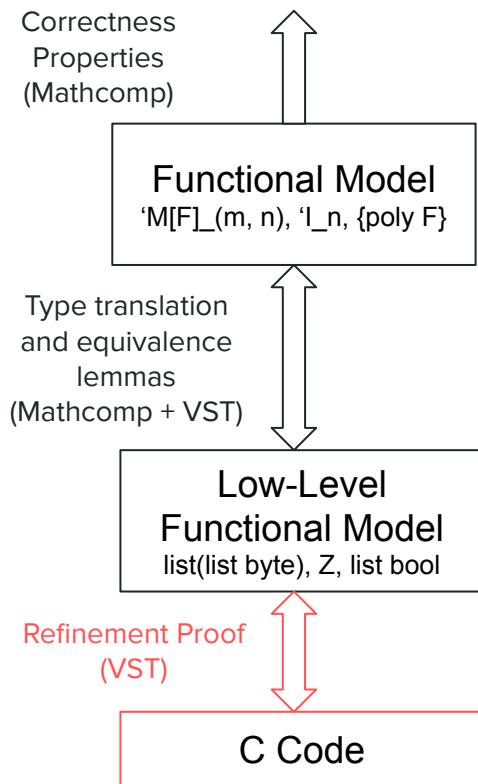 Correctness
Properties
(Mathcomp)
Functional Model
‘M[F]_(m, n), ‘I_n, {poly F}
Type translation
and equivalence
lemmas
(Mathcomp + VST)
Low-Level
Functional Model
list(list byte), Z, list bool
Refinement Proof
(VST)
C Code